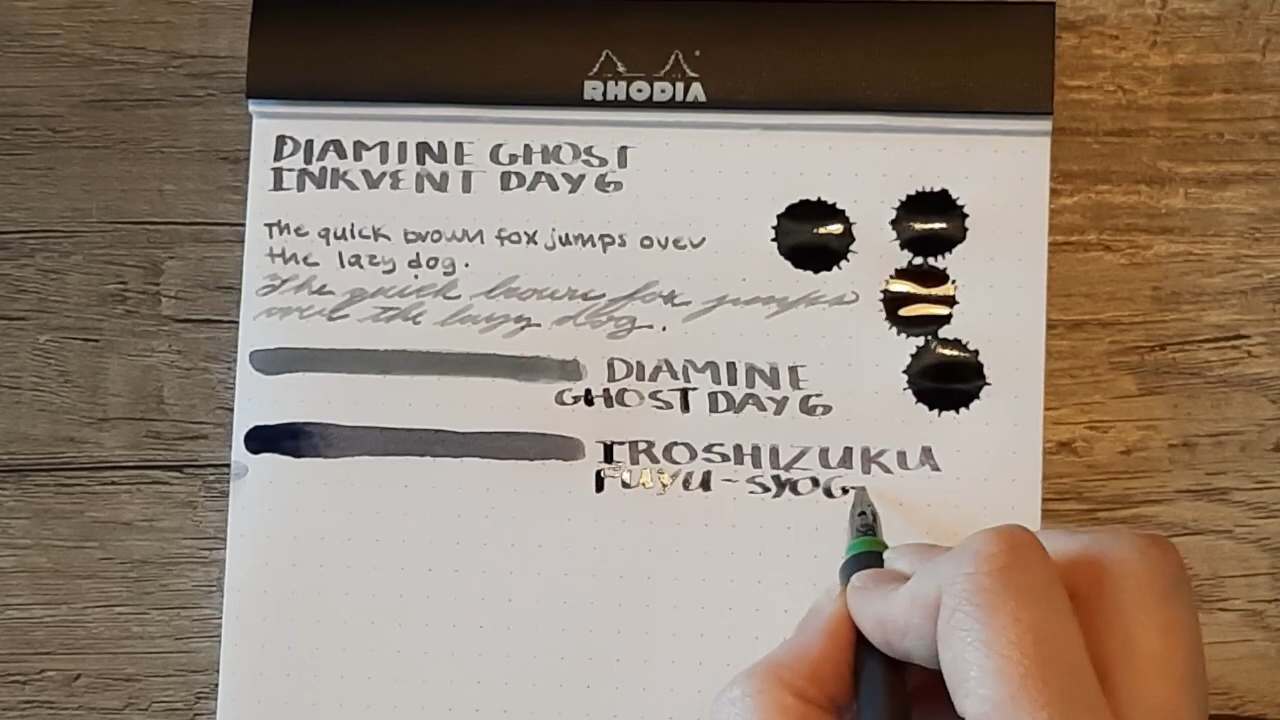 RHODIA
DIAMINE GHOST
INKVENT DAY 6
The quick brown fox jumps over
the lazy dog.
The quick brown fox jumps
over the lazy dog.
DIAMINE
GHOST DAY 6
IROSHIZUKU
FUYU-SYOG